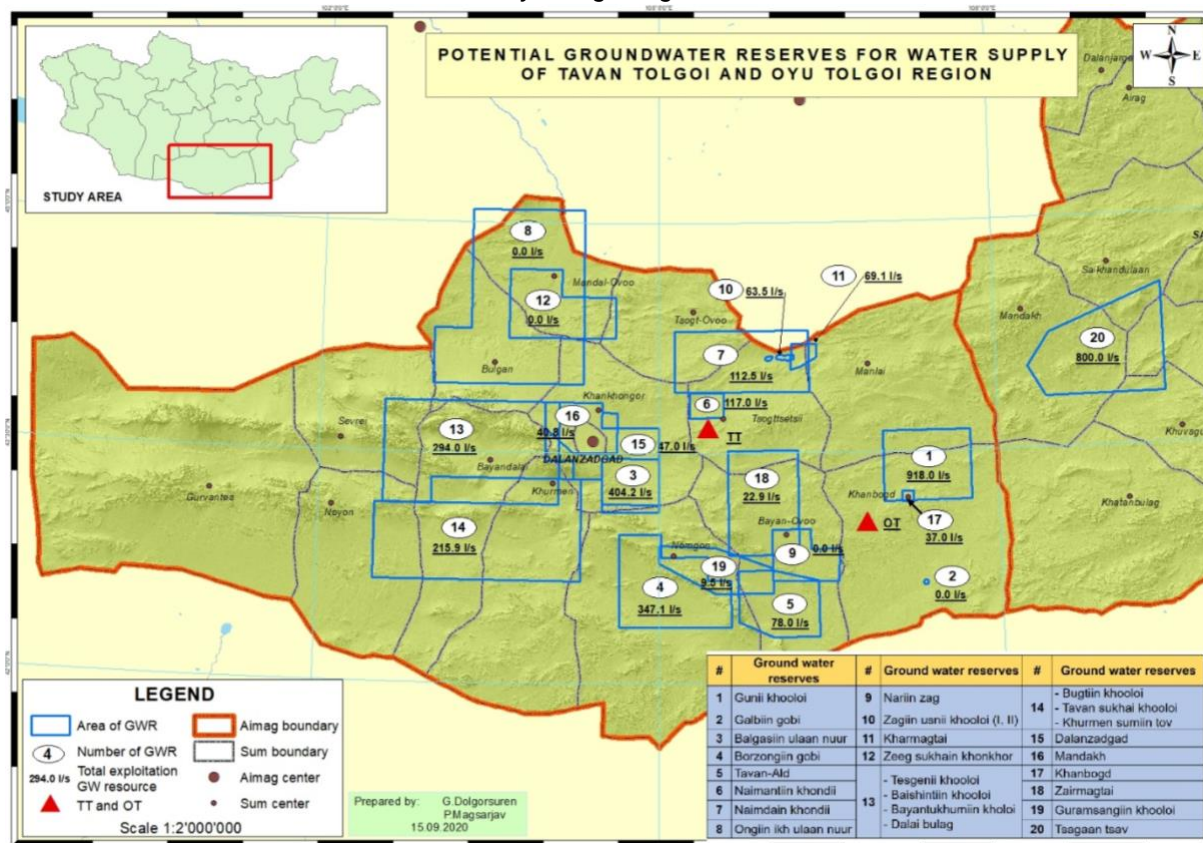 POTENTIAL GROUNDWATER RESERVES FOR WATER SUPPLY
OF TAVAN TOLGOI AND OYU TOLGOI REGION
N
W E
S
STUDY AREA
Airag
8
0.0 l/s
Mandal-Ovoo
12
0.0 l/s
Bulgan
10
63.5 l/s
11
69.1 l/s
Tsogt-Ovoo
7
112.5 l/s
Manlai
Mandakh
Saikhandulaan
20
800.0 l/s
Khankhongor
6
117.0 l/s
Tsogttsetsii
TT
Sevrei
13
294.0 l/s
16
40.8 l/s
DALANZADGAD
15
47.0 l/s
Bayandalai
Khurmen
3
404.2 l/s
18
22.9 l/s
1
918.0 l/s
Khanbogd
17
37.0 l/s
OT
Khatanbulag
Gurvantes
Noyon
14
215.9 l/s
Bayan-Ovoo
9
0.0 l/s
Nomgon
19
9.5 l/s
4
347.1 l/s
5
78.0 l/s
2
0.0 l/s
LEGEND
Area of GWR
Aimag boundary
4
Number of GWR
Sum boundary
294.0 l/s
Total exploitation
GW resource
Aimag center
TT and OT
Sum center
Scale 1:2'000'000
Prepared by: G.Dolgorsuren
P.Magsarjav
15.09.2020
# Ground water reserves # Ground water reserves # Ground water reserves
1 Gunii khooloi
2 Galbiin gobi
3 Balgasiin ulaan nuur
4 Borzongiin gobi
5 Tavan-Ald
6 Naimantiin khondii
7 Naimdain khondii
8 Ongiin ikh ulaan nuur
9 Nariin zag
10 Zagiin usnii khooloi (I. II)
11 Kharmagtai
12 Zeeg sukhain khonkhor
13
- Tesgenii khooloi
- Baishintiin khooloi
- Bayantukhumiin kholoi
- Dalai bulag
14
- Bugtiin khooloi
- Tavan sukhai khooloi
- Khurmen sumiin tov
15 Dalanzadgad
16 Mandakh
17 Khanbogd
18 Zairmagtai
19 Guramsangiin khooloi
20 Tsagaan tsav